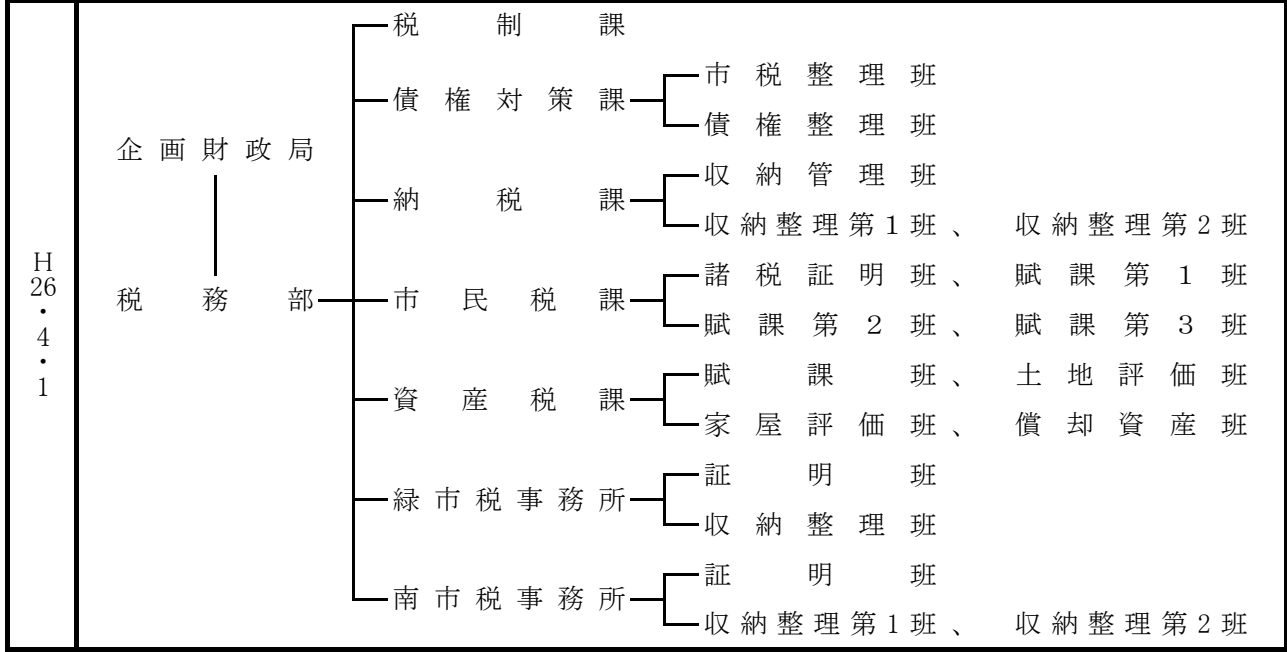 H26・4・1
企画財政局
税務部
税制課
債権対策課
市税整理班
債権整理班
納税課
収納管理班
収納整理第1班、 収納整理第2班
市民税課
諸税証明班、 賦課第1班
賦課第2班、 賦課第3班
資産税課
賦課班、 土地評価班
家屋評価班、 償却資産班
緑市税事務所
証明班
収納整理班
南市税事務所
証明班
収納整理第1班、 収納整理第2班